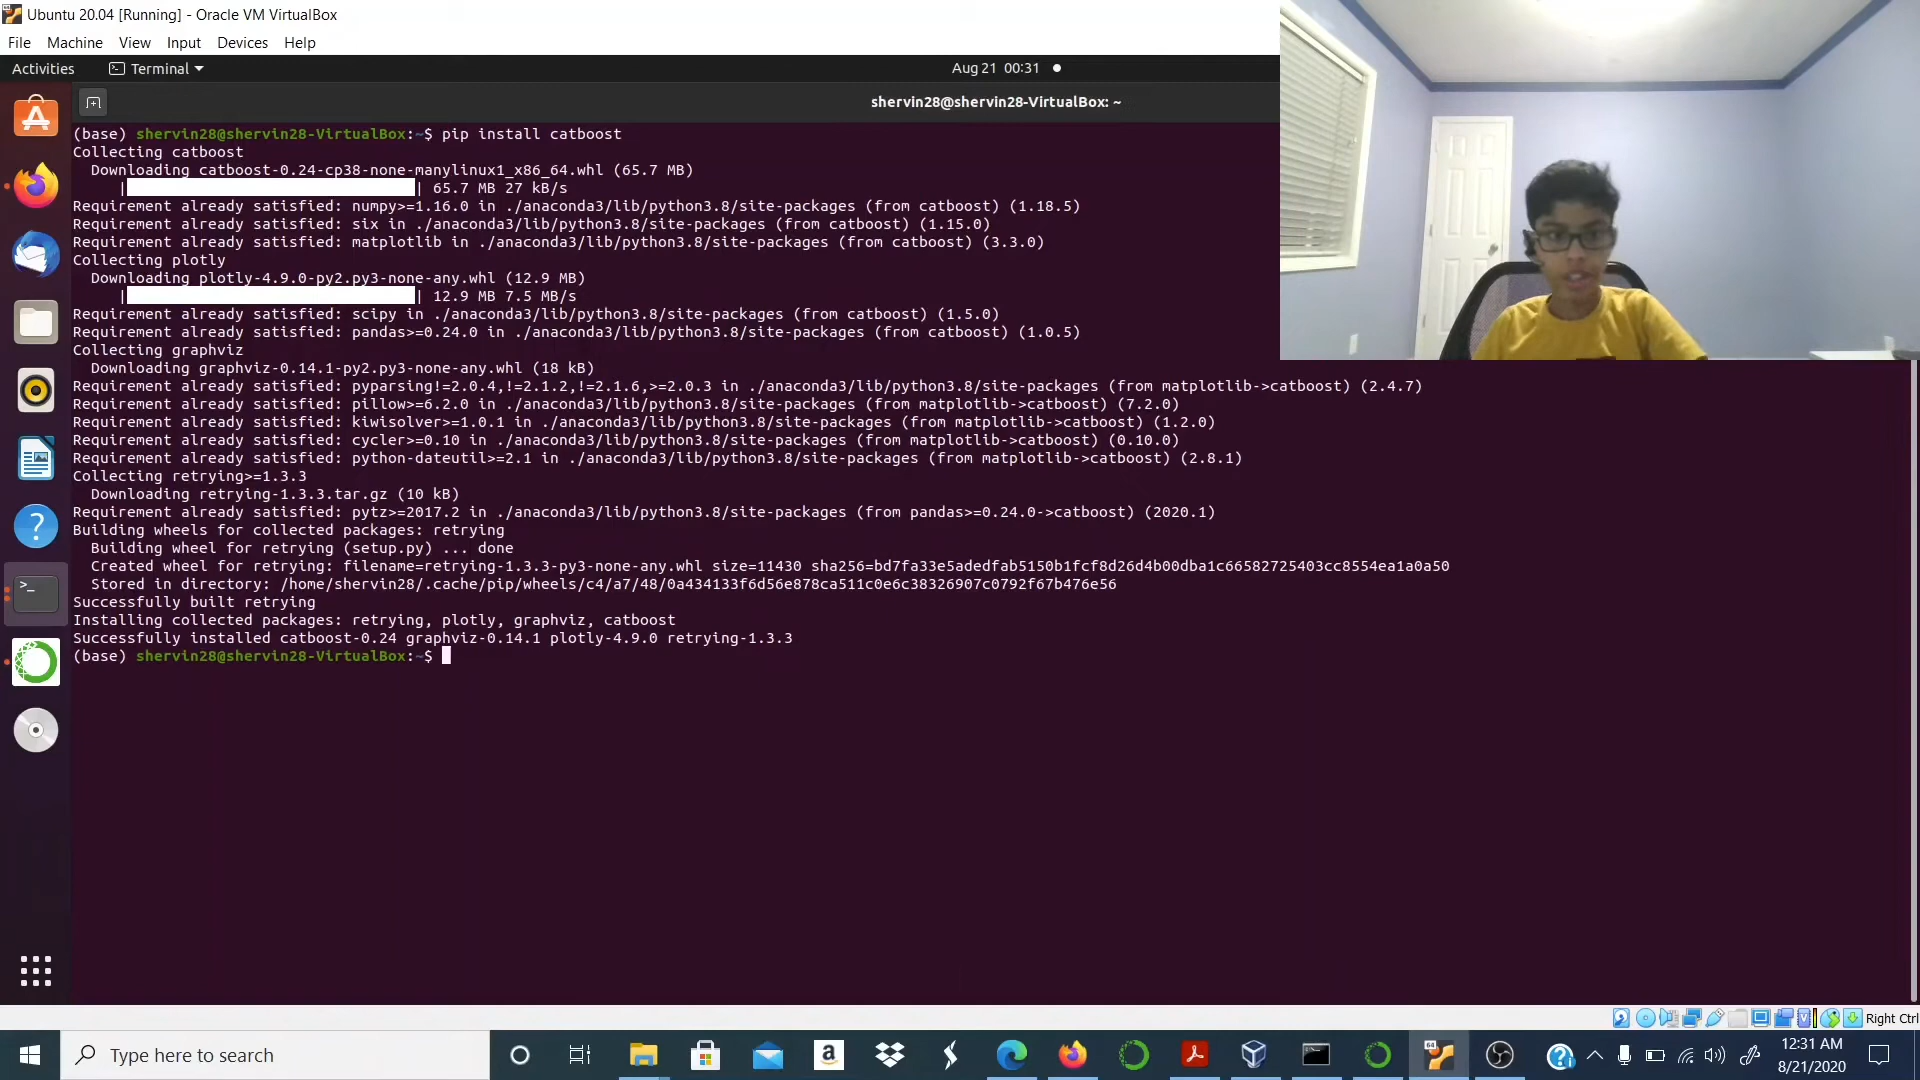 Ubuntu 20.04 [Running] - Oracle VM VirtualBox
File Machine View Input Devices Help
Activities Terminal Aug 21 00:31
shervin28@shervin28-VirtualBox: ~
(base) shervin28@shervin28-VirtualBox:~$ pip install catboost
Collecting catboost
Downloading catboost-0.24-cp38-none-manylinux1_x86_64.whl (65.7 MB)
|| 65.7 MB 27 kB/s
Requirement already satisfied: numpy>=1.16.0 in ./anaconda3/lib/python3.8/site-packages (from catboost) (1.18.5)
Requirement already satisfied: six in ./anaconda3/lib/python3.8/site-packages (from catboost) (1.15.0)
Requirement already satisfied: matplotlib in ./anaconda3/lib/python3.8/site-packages (from catboost) (3.3.0)
Collecting plotly
Downloading plotly-4.9.0-py2.py3-none-any.whl (12.9 MB)
|| 12.9 MB 7.5 MB/s
Requirement already satisfied: scipy in ./anaconda3/lib/python3.8/site-packages (from catboost) (1.5.0)
Requirement already satisfied: pandas>=0.24.0 in ./anaconda3/lib/python3.8/site-packages (from catboost) (1.0.5)
Collecting graphviz
Downloading graphviz-0.14.1-py2.py3-none-any.whl (18 kB)
Requirement already satisfied: pyparsing!=2.0.4,!=2.1.2,!=2.1.6,>=2.0.3 in ./anaconda3/lib/python3.8/site-packages (from matplotlib->catboost) (2.4.7)
Requirement already satisfied: pillow>=6.2.0 in ./anaconda3/lib/python3.8/site-packages (from matplotlib->catboost) (7.2.0)
Requirement already satisfied: kiwisolver>=1.0.1 in ./anaconda3/lib/python3.8/site-packages (from matplotlib->catboost) (1.2.0)
Requirement already satisfied: cycler>=0.10 in ./anaconda3/lib/python3.8/site-packages (from matplotlib->catboost) (0.10.0)
Requirement already satisfied: python-dateutil>=2.1 in ./anaconda3/lib/python3.8/site-packages (from matplotlib->catboost) (2.8.1)
Collecting retrying>=1.3.3
Downloading retrying-1.3.3.tar.gz (10 kB)
Requirement already satisfied: pytz>=2017.2 in ./anaconda3/lib/python3.8/site-packages (from pandas>=0.24.0->catboost) (2020.1)
Building wheels for collected packages: retrying
Building wheel for retrying (setup.py) ... done
Created wheel for retrying: filename=retrying-1.3.3-py3-none-any.whl size=11430 sha256=bd7fa33e5adedfab5150b1fcf8d26d4b00dba1c66582725403cc8554ea1a0a50
Stored in directory: /home/shervin28/.cache/pip/wheels/c4/a7/48/0a434133f6d56e878ca511c0e6c38326907c0792f67b476e56
Successfully built retrying
Installing collected packages: retrying, plotly, graphviz, catboost
Successfully installed catboost-0.24 graphviz-0.14.1 plotly-4.9.0 retrying-1.3.3
(base) shervin28@shervin28-VirtualBox:~$
Right Ctrl
Type here to search
12:31 AM
8/21/2020